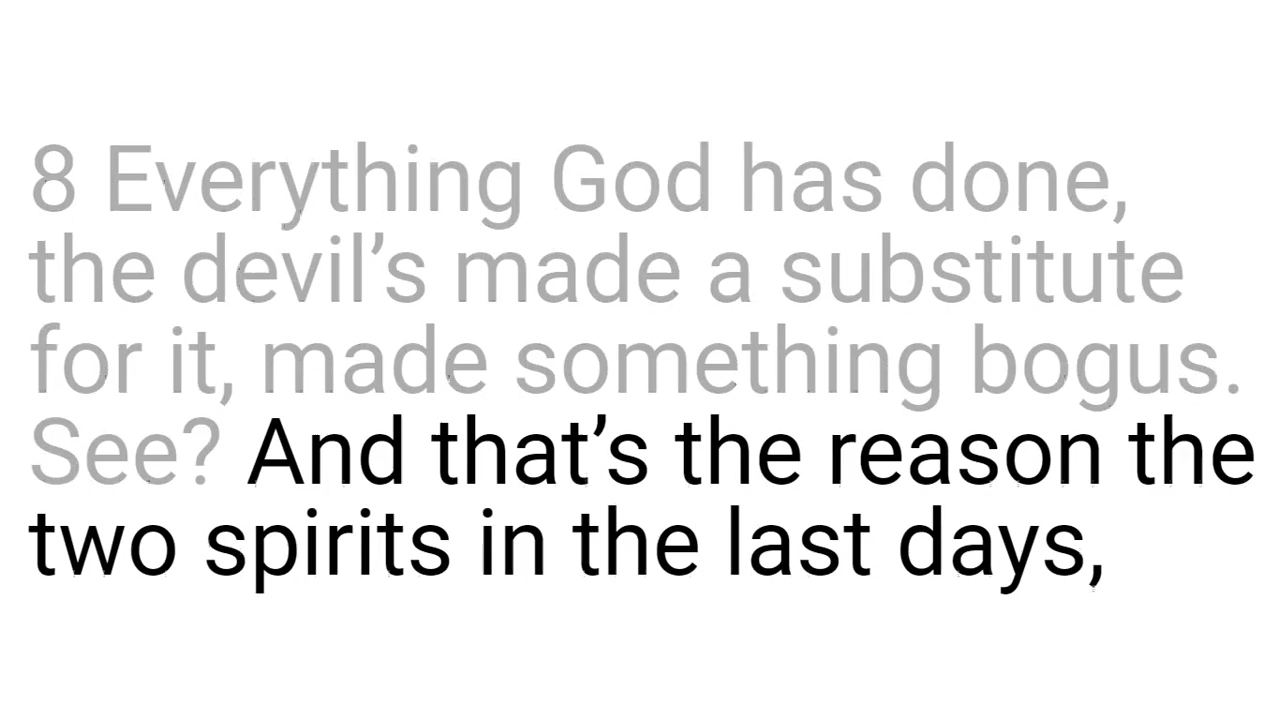 8 Everything God has done,
the devil’s made a substitute
for it, made something bogus.
See? And that’s the reason the
two spirits in the last days,